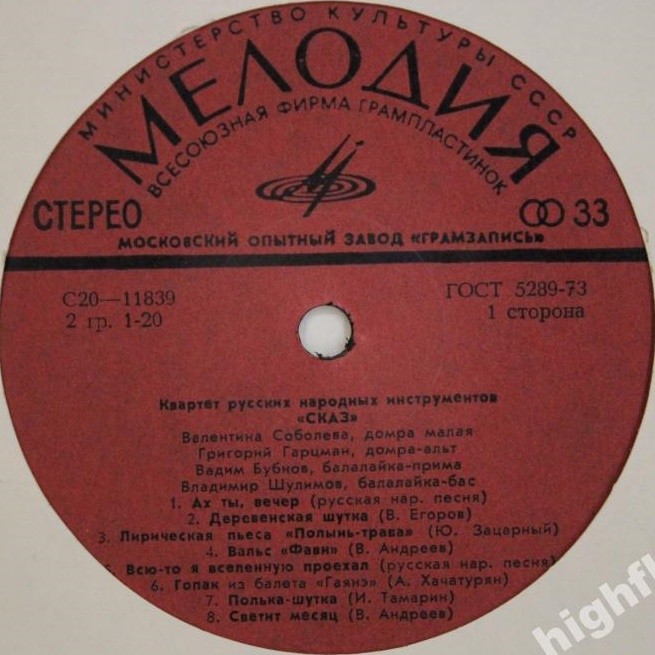 МИНИСТЕРСТВО КУЛЬТУРЫ СССР
МЕЛОДИЯ
ВСЕСОЮЗНАЯ ФИРМА ГРАМПЛАСТИНОК
СТЕРЕО 33
МОСКОВСКИЙ ОПЫТНЫЙ ЗАВОД «ГРАМЗАПИСЬ»
С20—11839 ГОСТ 5289-73
2 гр. 1-20 1 сторона
Квартет русских народных инструментов
«СКАЗ»
Валентина Соболева, домра малая
Григорий Гарцман, домра-альт
Вадим Бубнов, балалайка-прима
Владимир Шулимов, балалайка-бас
1. Ах ты, вечер (русская нар. песня)
2. Деревенская шутка (В. Егоров)
3. Лирическая пьеса «Полынь-трава» (Ю. Зацарный)
4. Вальс «Фавн» (В. Андреев)
5. Всю-то я вселенную проехал (русская нар. песня)
6. Гопак из балета «Гаянэ» (А. Хачатурян)
7. Полька-шутка (И. Тамарин)
8. Светит месяц (В. Андреев)